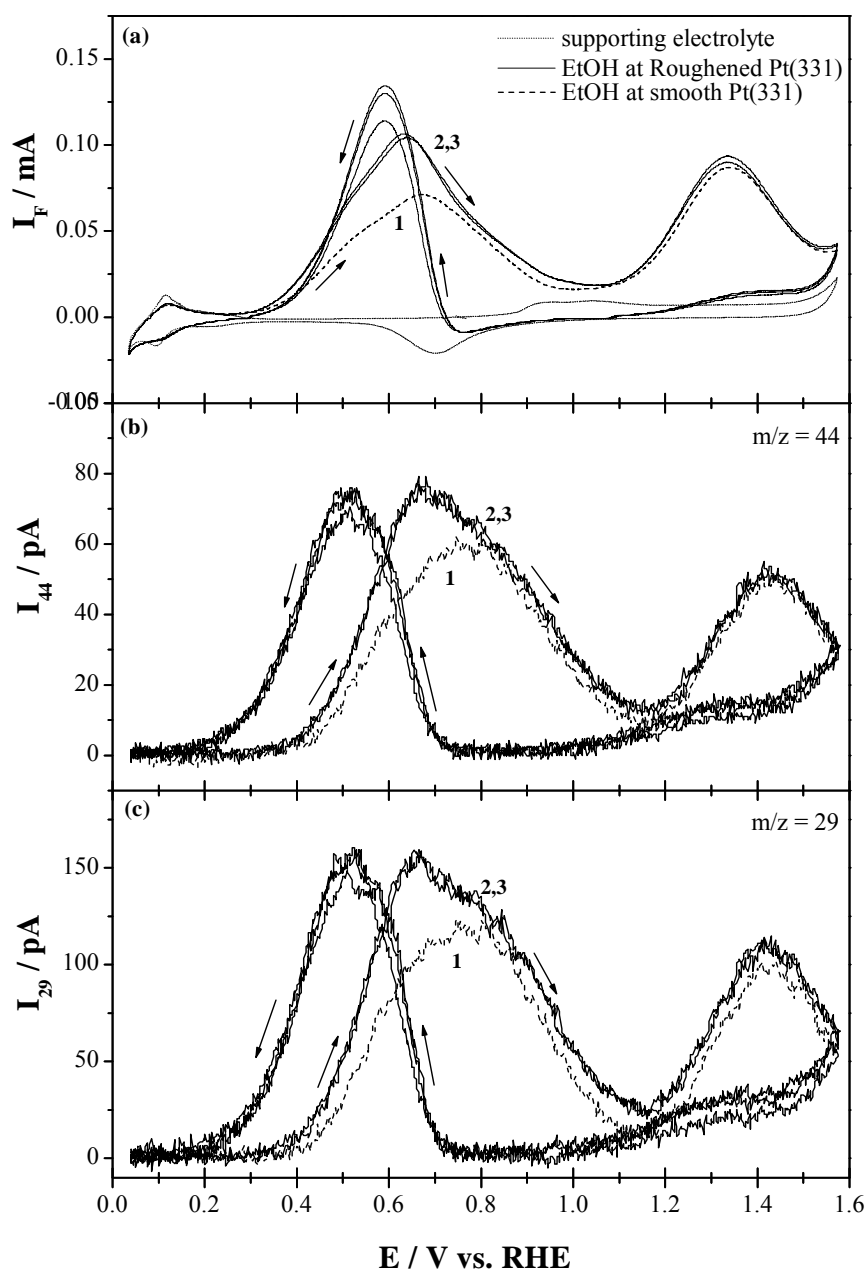 (a)
supporting electrolyte
EtOH at Roughened Pt(331)
EtOH at smooth Pt(331)
0.15
0.10
0.05
0.00
I_F / mA
2,3
1
(b)
m/z = 44
80
60
40
20
0
I_44 / pA
2,3
1
(c)
m/z = 29
150
100
50
0
I_29 / pA
2,3
1
0.0 0.2 0.4 0.6 0.8 1.0 1.2 1.4 1.6
E / V vs. RHE